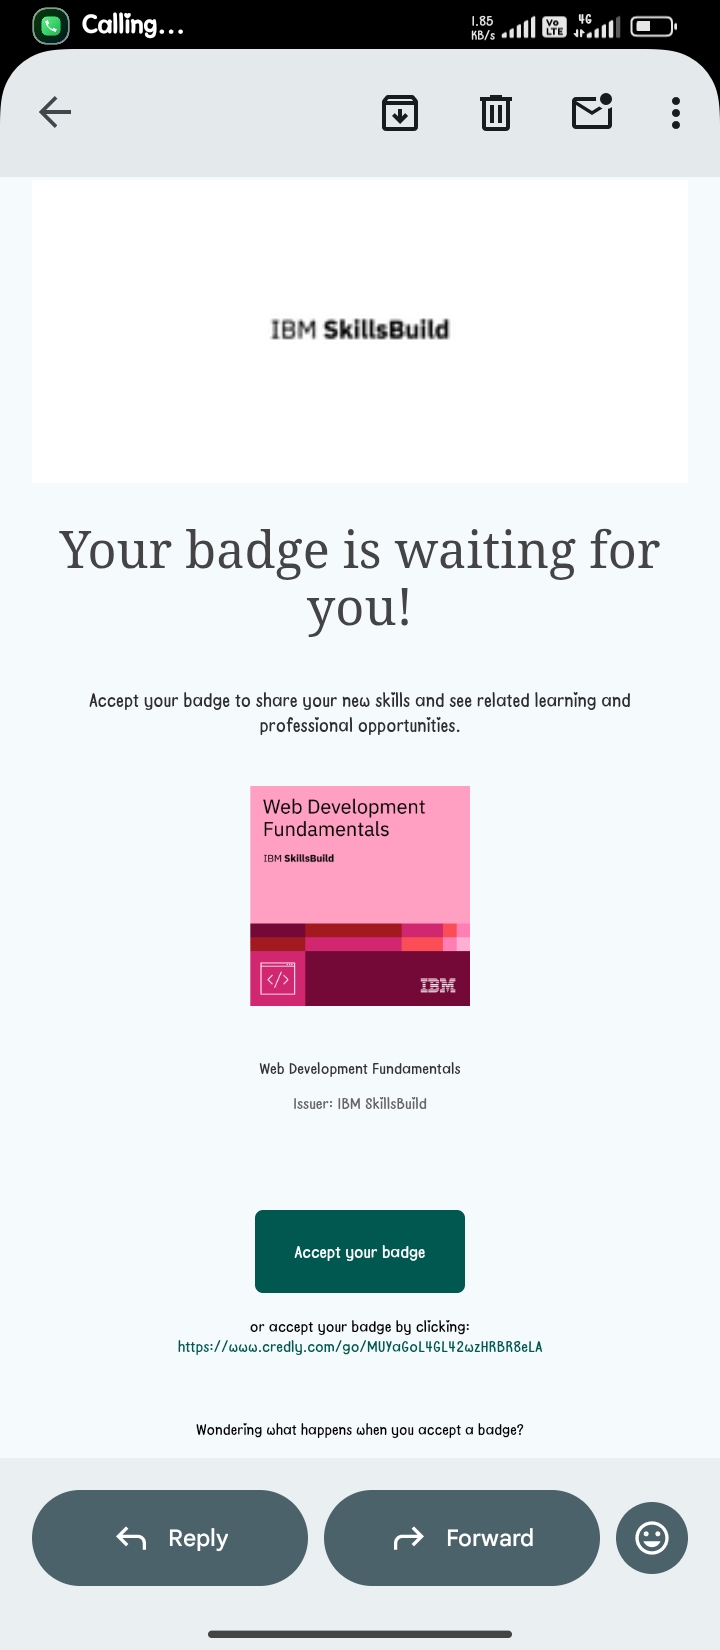 Calling...
1.85
KB/s
Vo
LTE
4G
IBM SkillsBuild
Your badge is waiting for
you!
Accept your badge to share your new skills and see related learning and
professional opportunities.
Web Development
Fundamentals
IBM SkillsBuild
</>
IBM
Web Development Fundamentals
Issuer: IBM SkillsBuild
Accept your badge
or accept your badge by clicking:
https://www.credly.com/go/MUYaGoL4GL42wzHRBR8eLA
Wondering what happens when you accept a badge?
Reply
Forward